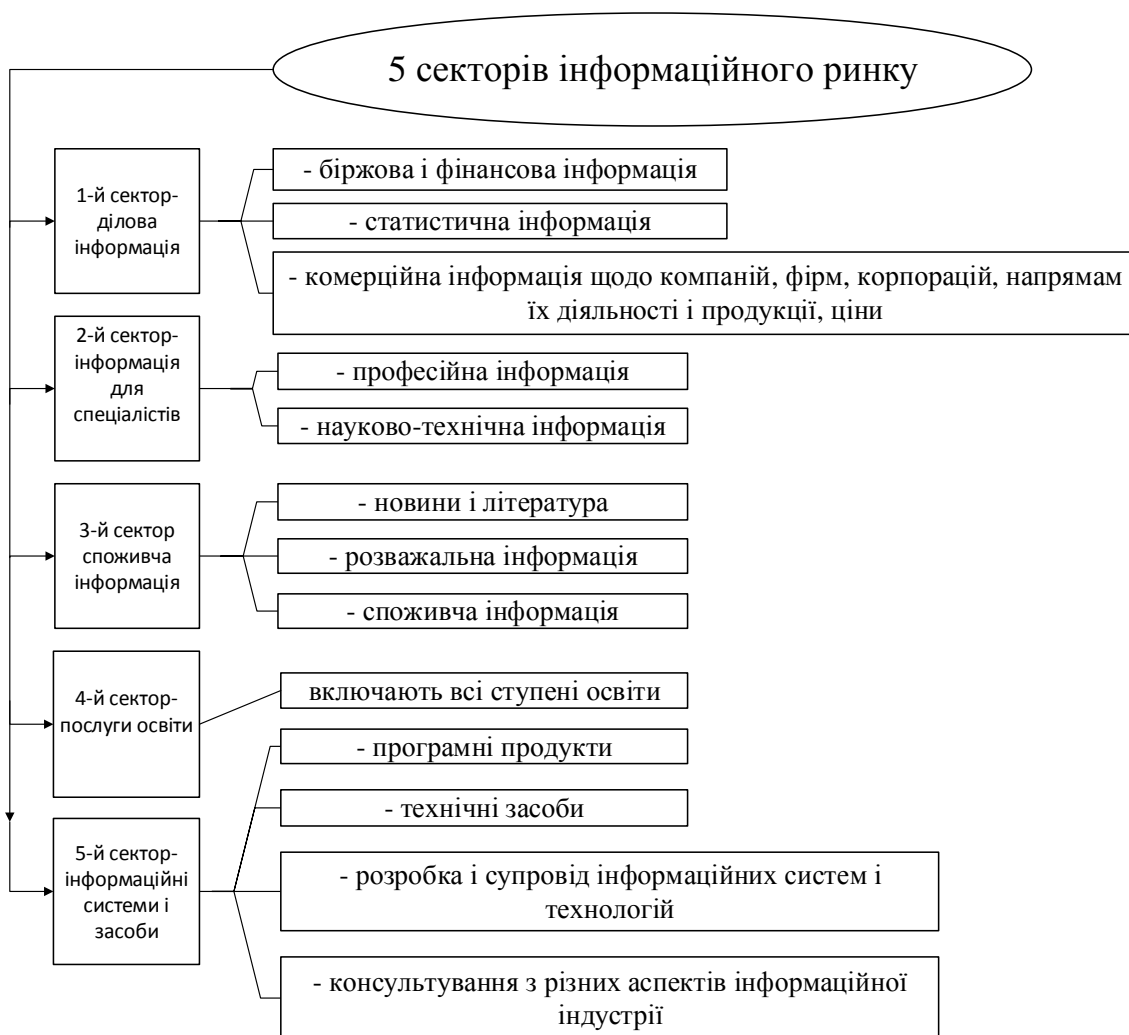 5 секторів інформаційного ринку
1-й сектор-
ділова
інформація
- біржова і фінансова інформація
- статистична інформація
- комерційна інформація щодо компаній, фірм, корпорацій, напрямам
їх діяльності і продукції, ціни
2-й сектор-
інформація
для
спеціалістів
- професійна інформація
- науково-технічна інформація
3-й сектор
споживча
інформація
- новини і література
- розважальна інформація
- споживча інформація
4-й сектор-
послуги освіти
включають всі ступені освіти
5-й сектор-
інформаційні
системи і
засоби
- програмні продукти
- технічні засоби
- розробка і супровід інформаційних систем і
технологій
- консультування з різних аспектів інформаційної
індустрії